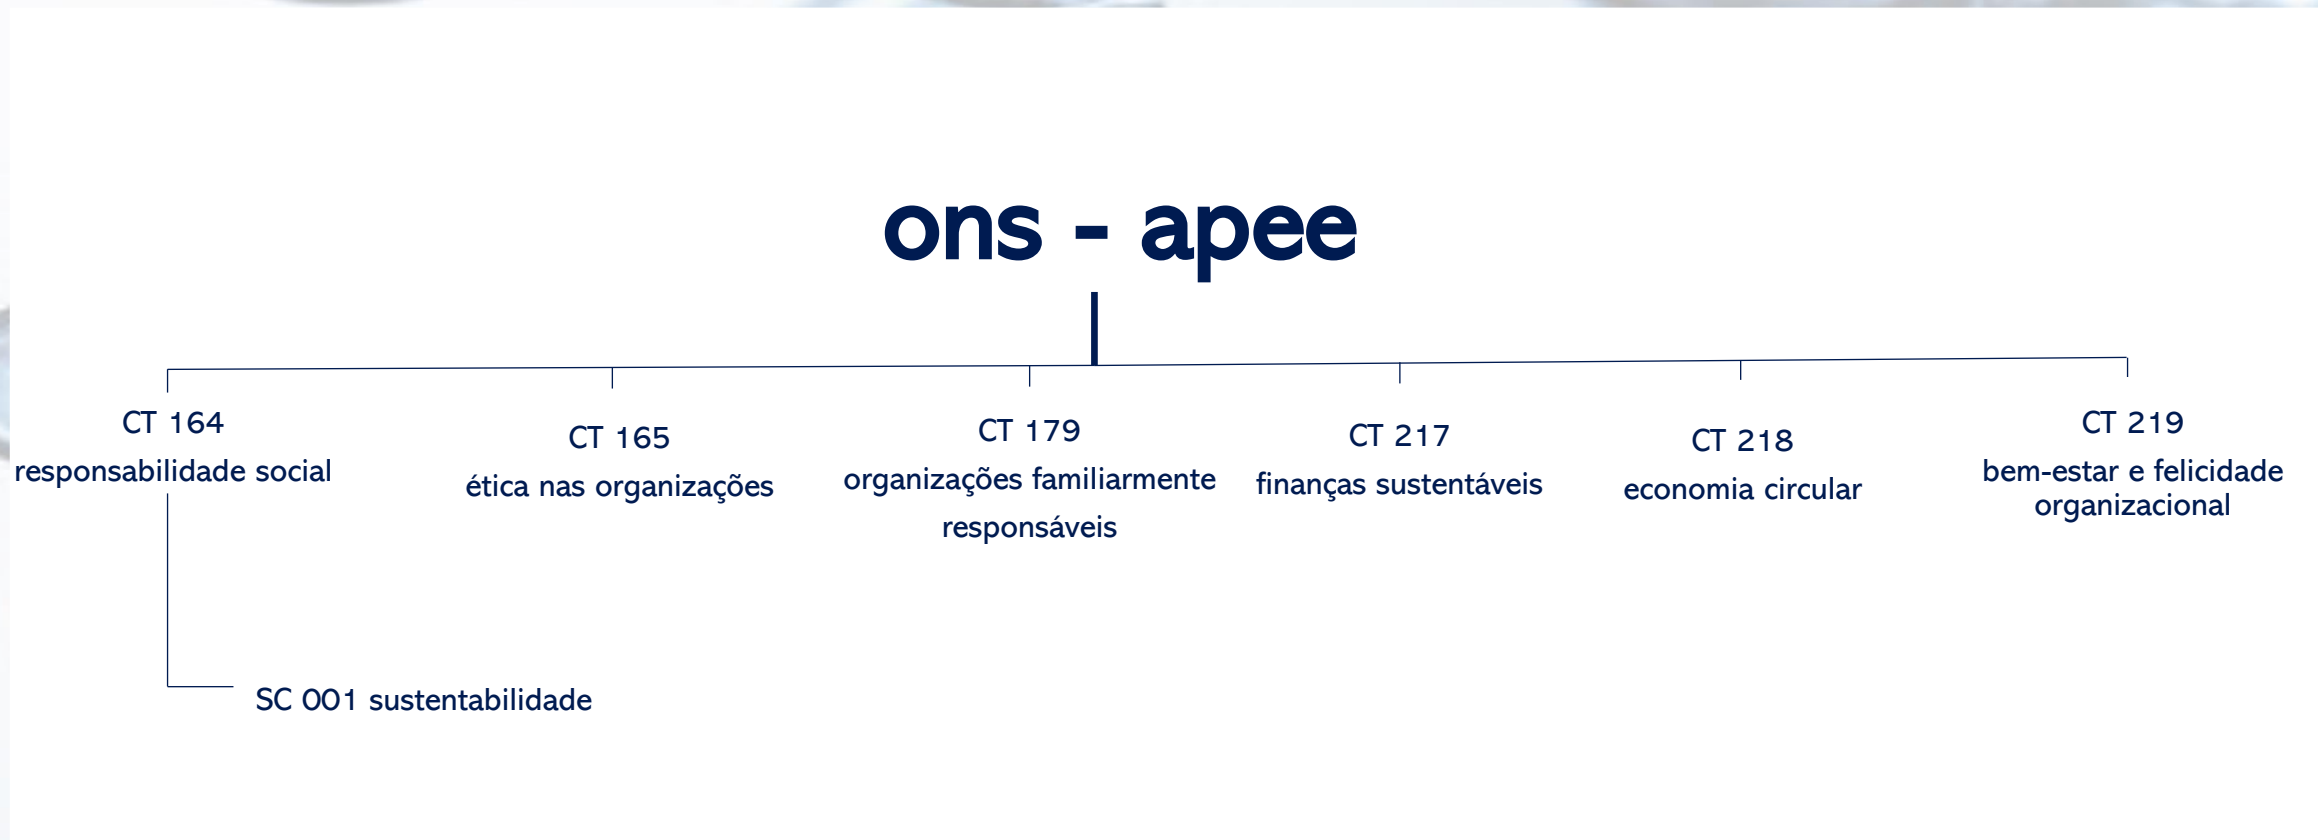 ons - apee
CT 164
responsabilidade social
CT 165
ética nas organizações
CT 179
organizações familiarmente
responsáveis
CT 217
finanças sustentáveis
CT 218
economia circular
CT 219
bem-estar e felicidade
organizacional
SC 001 sustentabilidade